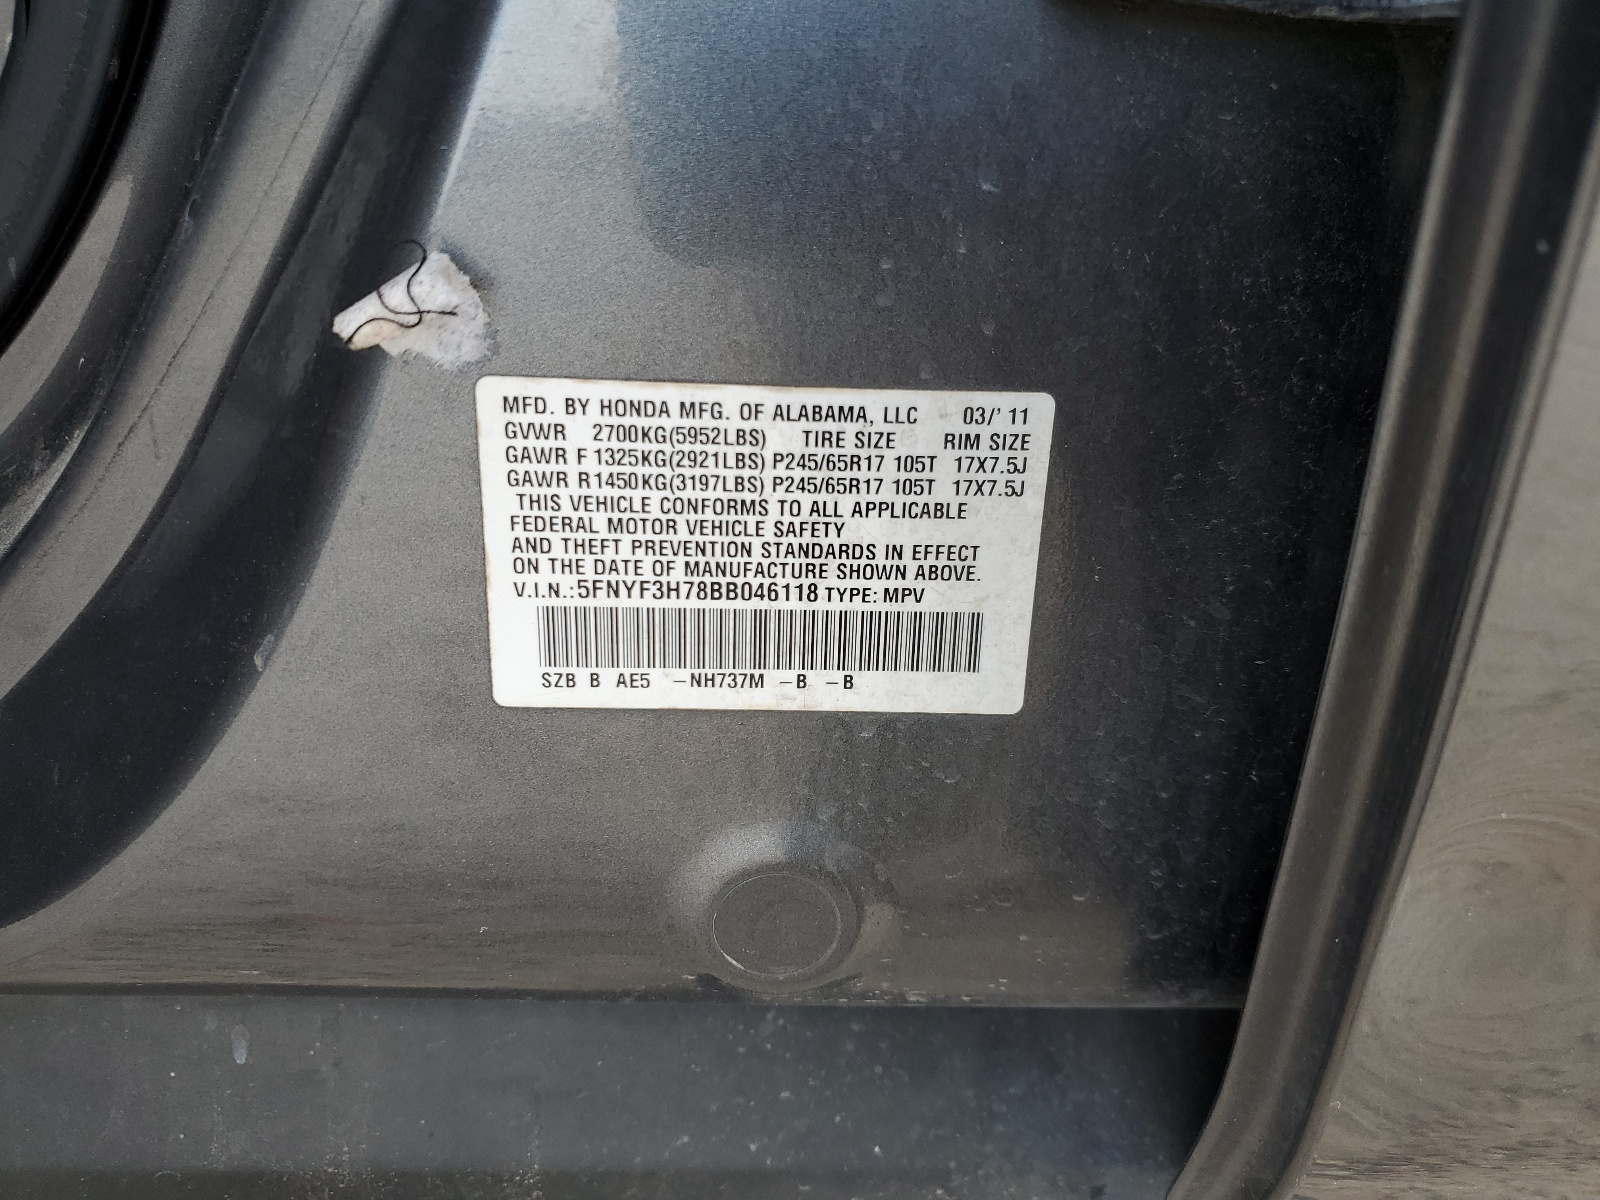 MFD. BY HONDA MFG. OF ALABAMA, LLC 03/'11
GVWR 2700KG(5952LBS) TIRE SIZE RIM SIZE
GAWR F 1325KG(2921LBS) P245/65R17 105T 17X7.5J
GAWR R1450KG(3197LBS) P245/65R17 105T 17X7.5J
THIS VEHICLE CONFORMS TO ALL APPLICABLE
FEDERAL MOTOR VEHICLE SAFETY
AND THEFT PREVENTION STANDARDS IN EFFECT
ON THE DATE OF MANUFACTURE SHOWN ABOVE.
V.I.N.:5FNYF3H78BB046118 TYPE: MPV
SZB B AE5 -NH737M -B -B